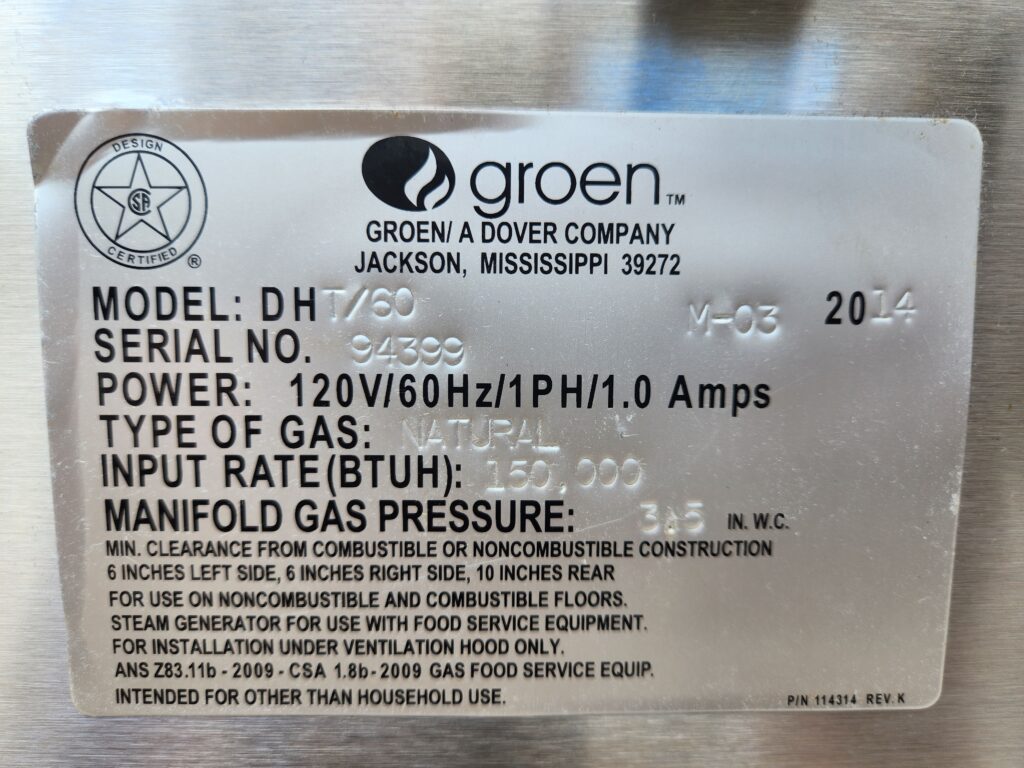 DESIGN
SA
CERTIFIED ®
groen™
GROEN/ A DOVER COMPANY
JACKSON, MISSISSIPPI 39272
MODEL: DHT/60 M-03 2014
SERIAL NO. 94399
POWER: 120V/60Hz/1PH/1.0 Amps
TYPE OF GAS: NATURAL
INPUT RATE(BTUH): 150,000
MANIFOLD GAS PRESSURE: 3.5 IN. W.C.
MIN. CLEARANCE FROM COMBUSTIBLE OR NONCOMBUSTIBLE CONSTRUCTION
6 INCHES LEFT SIDE, 6 INCHES RIGHT SIDE, 10 INCHES REAR
FOR USE ON NONCOMBUSTIBLE AND COMBUSTIBLE FLOORS.
STEAM GENERATOR FOR USE WITH FOOD SERVICE EQUIPMENT.
FOR INSTALLATION UNDER VENTILATION HOOD ONLY.
ANS Z83.11b - 2009 - CSA 1.8b - 2009 GAS FOOD SERVICE EQUIP.
INTENDED FOR OTHER THAN HOUSEHOLD USE.
P/N 114314 REV. K